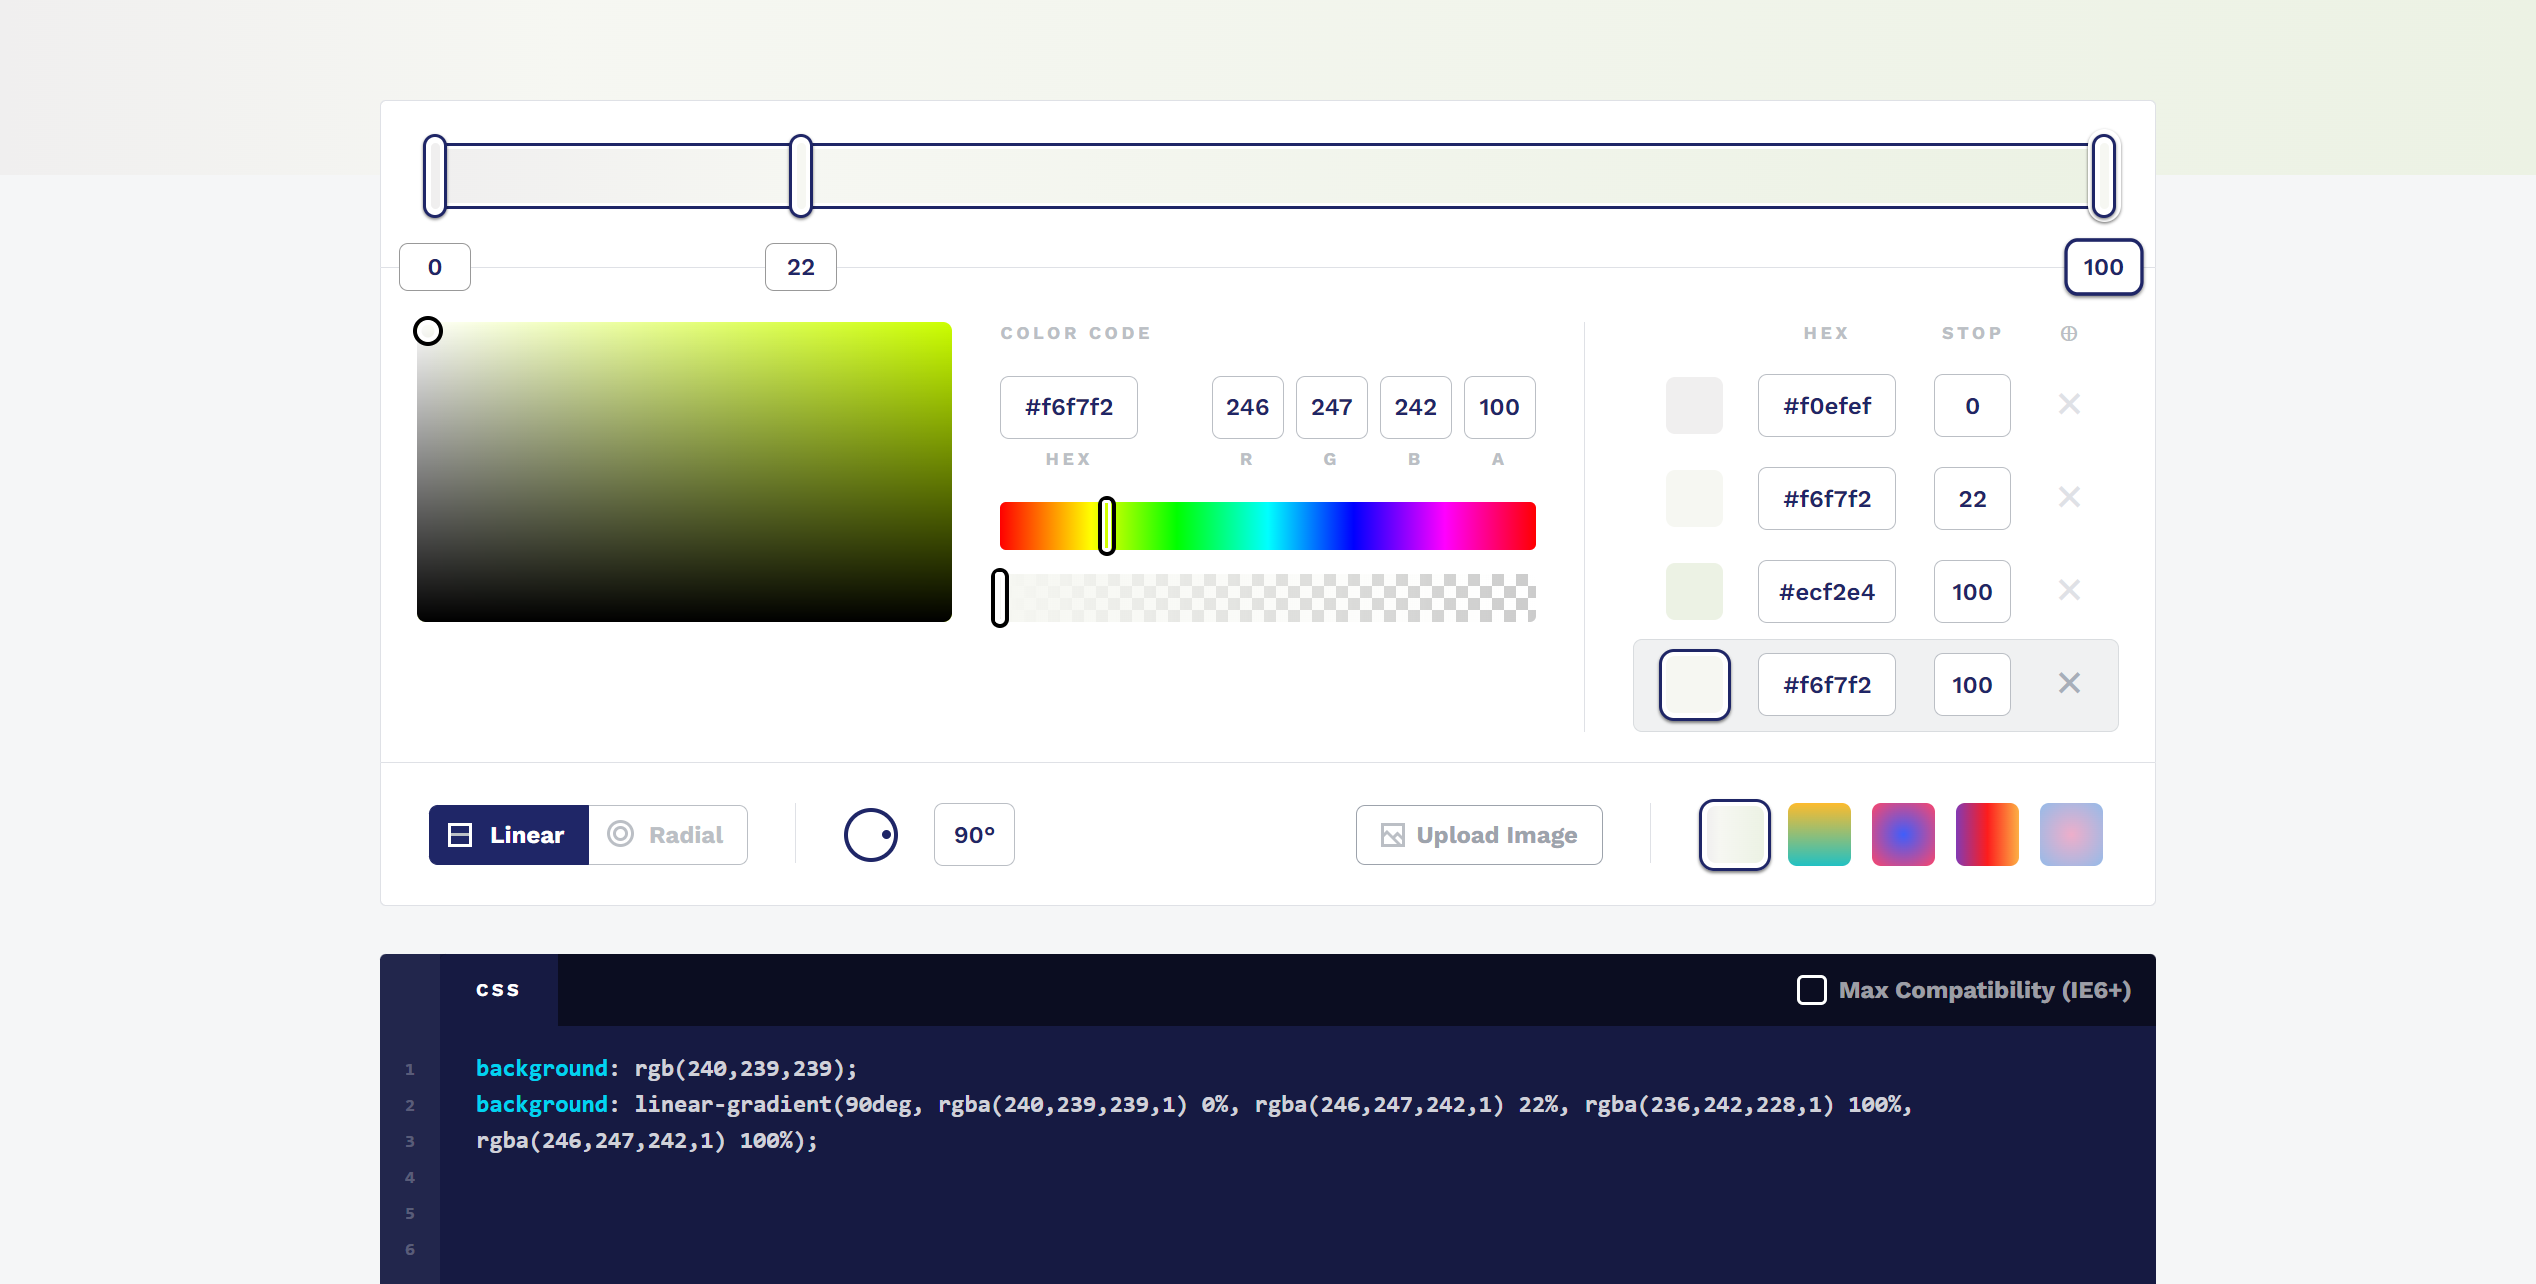 0
22
100
COLOR CODE
#f6f7f2
246
247
242
100
HEX
R
G
B
A
HEX
STOP
#f0efef
0
#f6f7f2
22
#ecf2e4
100
#f6f7f2
100
Linear
Radial
90°
Upload Image
CSS
Max Compatibility (IE6+)
1
background: rgb(240,239,239);
2
background: linear-gradient(90deg, rgba(240,239,239,1) 0%, rgba(246,247,242,1) 22%, rgba(236,242,228,1) 100%,
3
rgba(246,247,242,1) 100%);
4
5
6